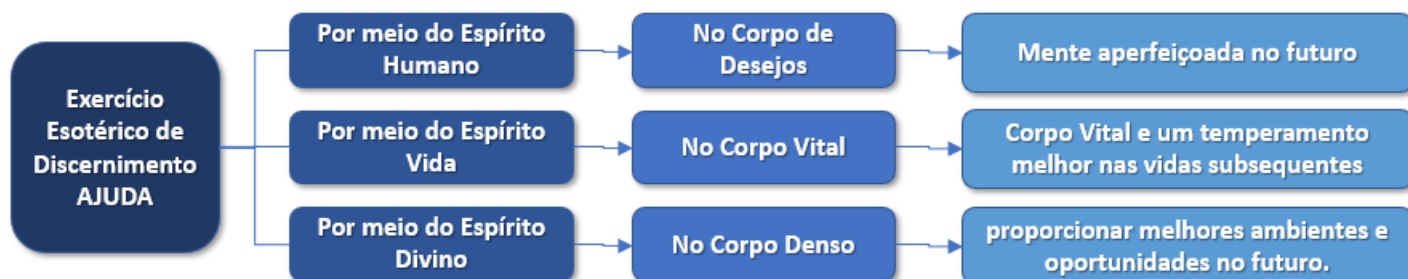 Exercício
Esotérico de
Discernimento
AJUDA
Por meio do Espírito
Humano
No Corpo de
Desejos
Mente aperfeiçoada no futuro
Por meio do Espírito
Vida
No Corpo Vital
Corpo Vital e um temperamento
melhor nas vidas subsequentes
Por meio do Espírito
Divino
No Corpo Denso
proporcionar melhores ambientes e
oportunidades no futuro.